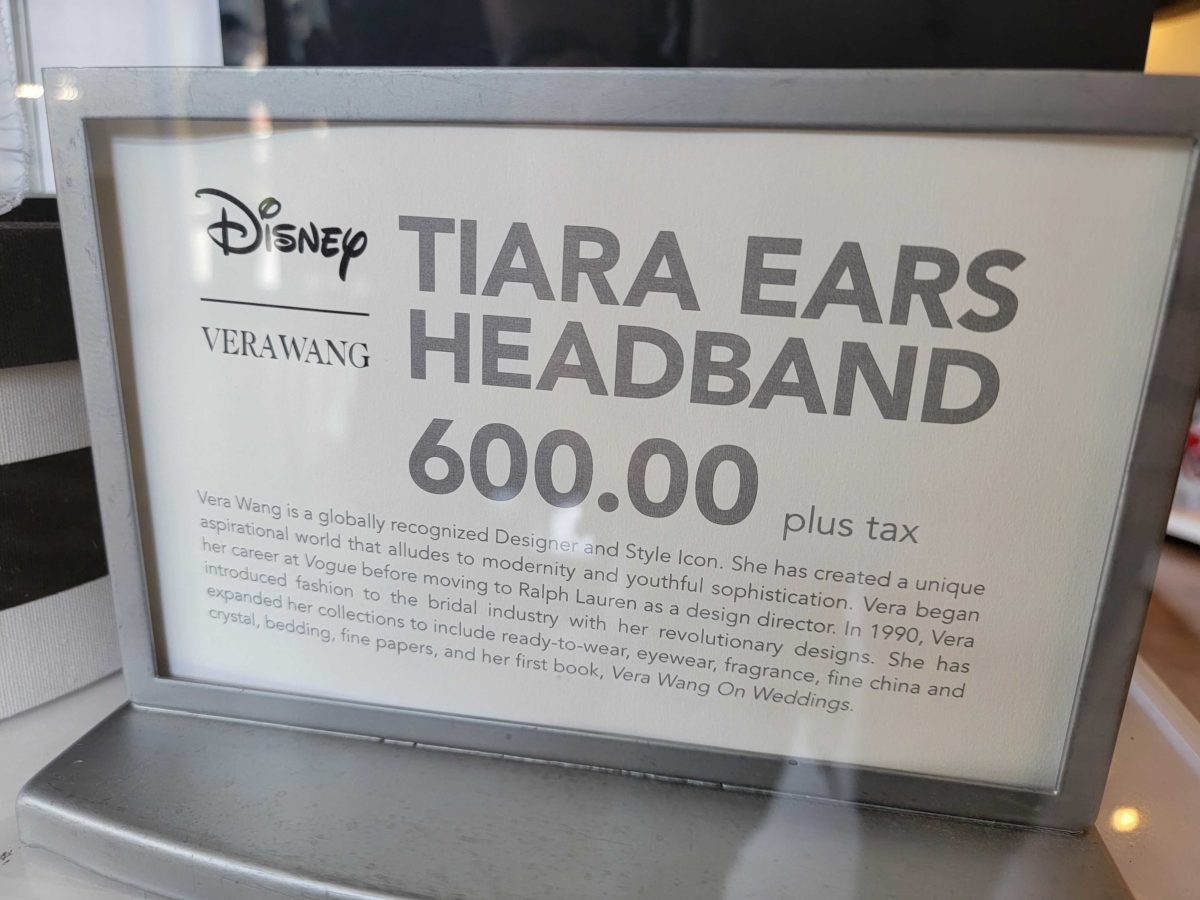 Disney
VERAWANG
TIARA EARS
HEADBAND
600.00 plus tax
Vera Wang is a globally recognized Designer and Style Icon. She has created a unique
aspirational world that alludes to modernity and youthful sophistication. Vera began
her career at Vogue before moving to Ralph Lauren as a design director. In 1990, Vera
introduced fashion to the bridal industry with her revolutionary designs. She has
expanded her collections to include ready-to-wear, eyewear, fragrance, fine china and
crystal, bedding, fine papers, and her first book, Vera Wang On Weddings.